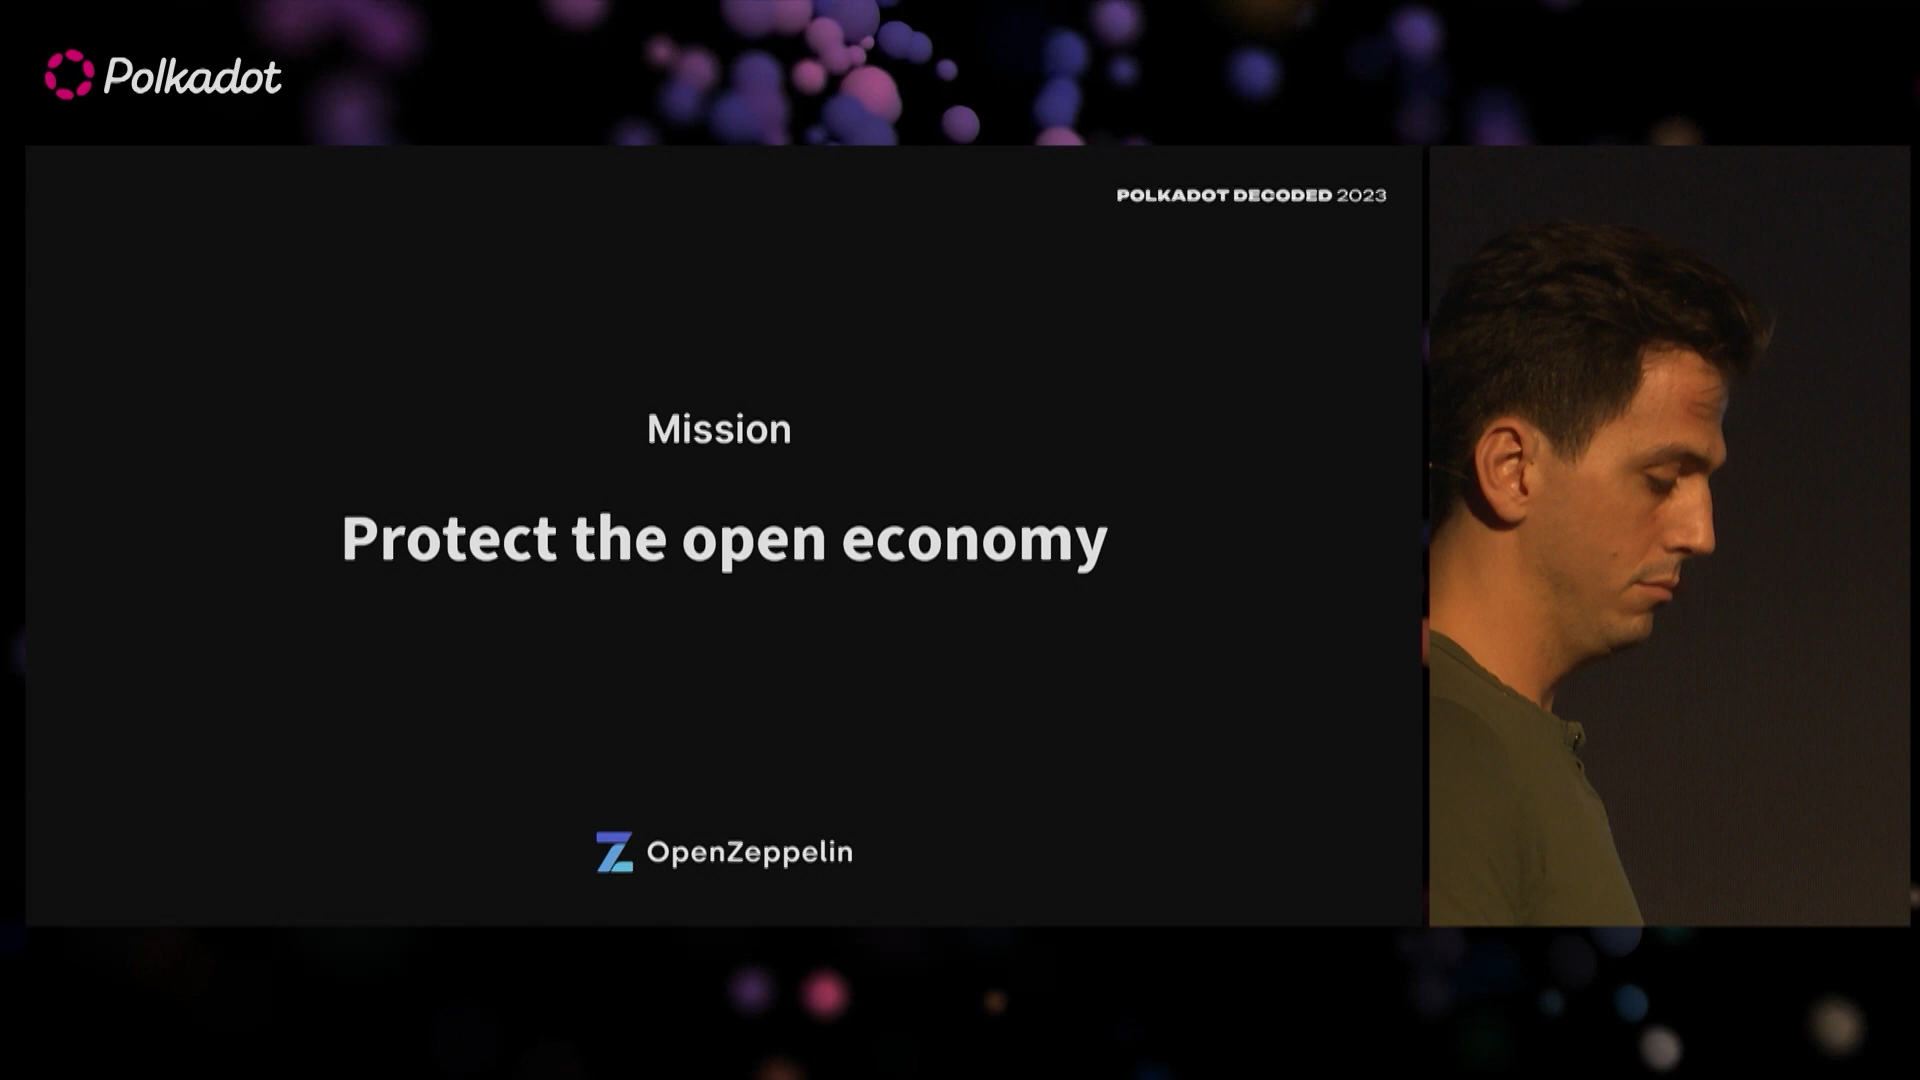 Polkadot
POLKADOT DECODED 2023
Mission
Protect the open economy
OpenZeppelin